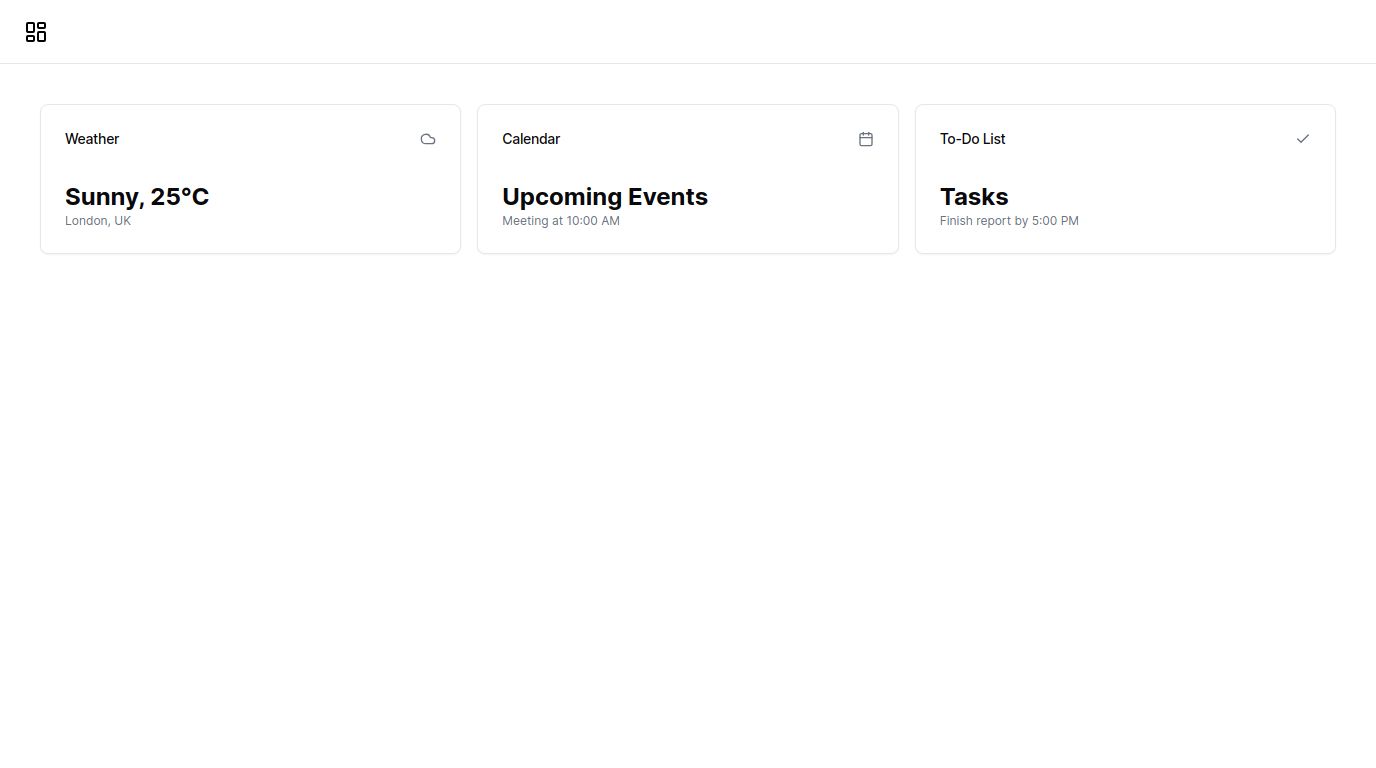 Weather
Sunny, 25°C
London, UK
Calendar
Upcoming Events
Meeting at 10:00 AM
To-Do List
Tasks
Finish report by 5:00 PM